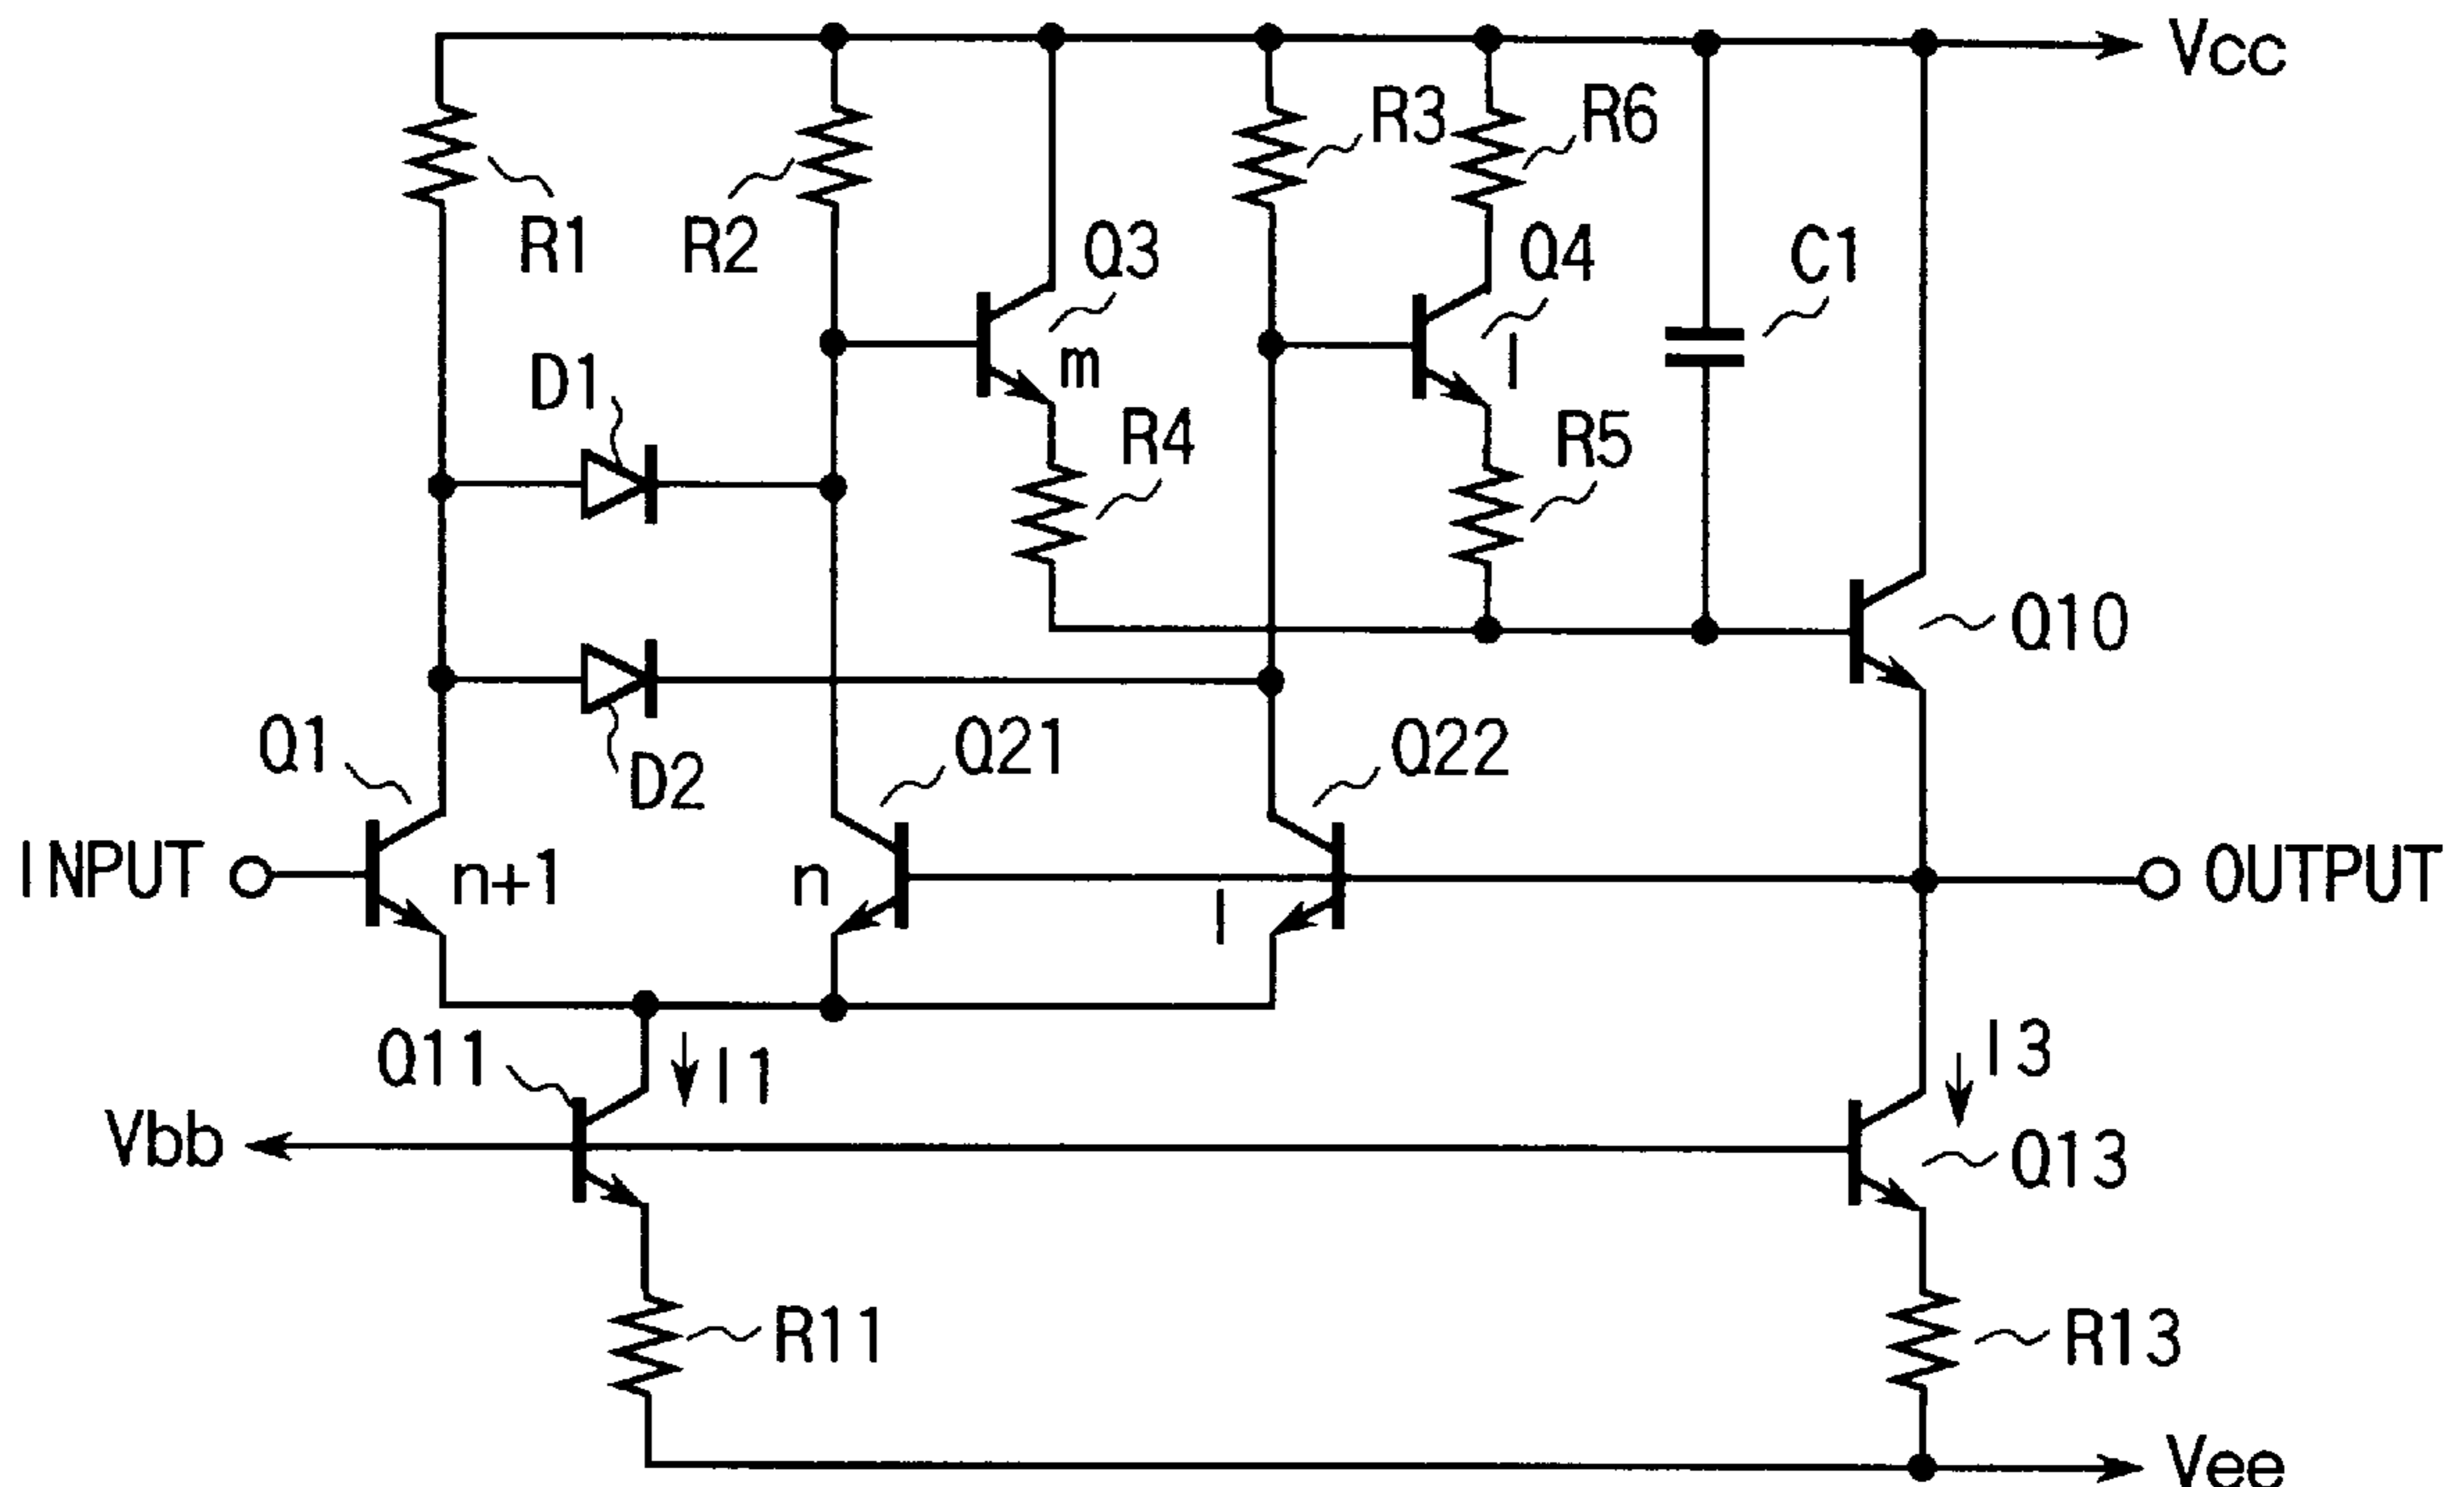 Vcc
R3
R6
R1
R2
Q3
Q4
C1
m
l
D1
R4
R5
Q10
Q1
D2
Q21
Q22
INPUT
n+1
n
l
OUTPUT
Q11
I1
I3
Vbb
Q13
R11
R13
Vee